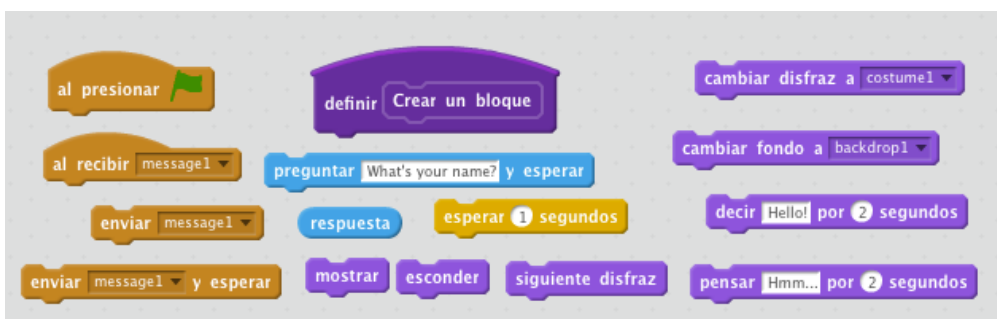 al presionar
definir Crear un bloque
cambiar disfraz a costume1
al recibir message1
preguntar What's your name? y esperar
cambiar fondo a backdrop1
enviar message1
respuesta
esperar 1 segundos
decir Hello! por 2 segundos
enviar message1 y esperar
mostrar
esconder
siguiente disfraz
pensar Hmm... por 2 segundos